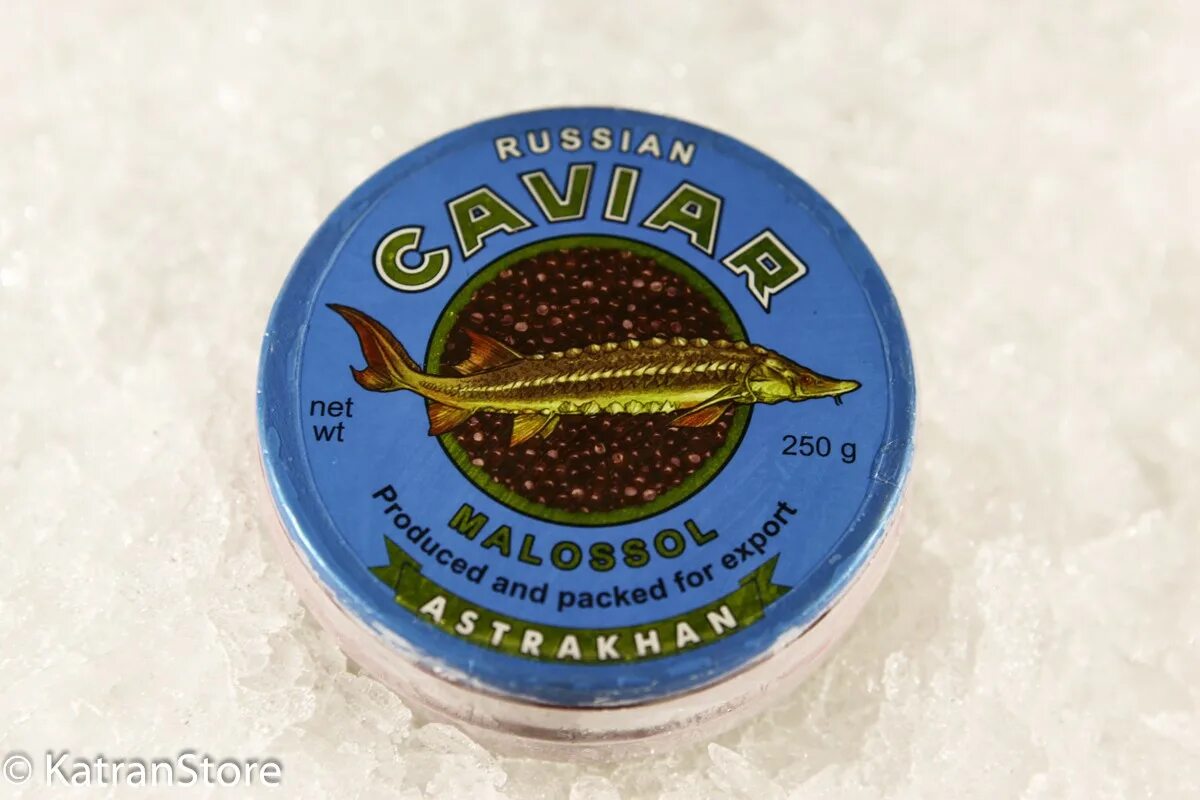 RUSSIAN
CAVIAR
net
wt
250 g
MALOSSOL
Produced and packed for export
ASTRAKHAN
© KatranStore